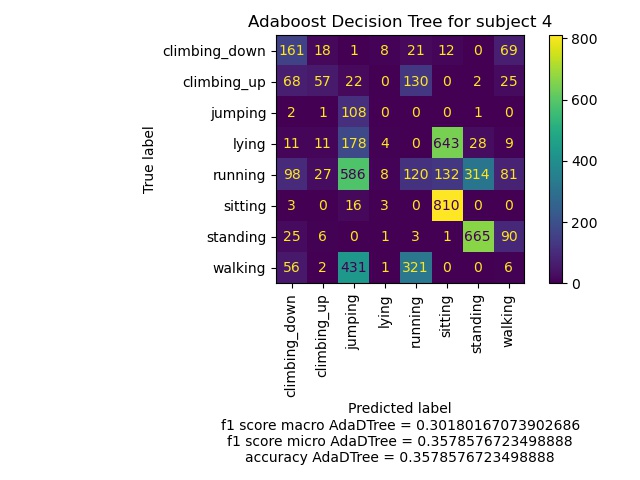 Adaboost Decision Tree for subject 4
climbing_down 161 18 1 8 21 12 0 69
climbing_up 68 57 22 0 130 0 2 25
jumping 2 1 108 0 0 0 1 0
lying 11 11 178 4 0 643 28 9
running 98 27 586 8 120 132 314 81
sitting 3 0 16 3 0 810 0 0
standing 25 6 0 1 3 1 665 90
walking 56 2 431 1 321 0 0 6
True label
climbing_down climbing_up jumping lying running sitting standing walking
Predicted label
800
600
400
200
0
f1 score macro AdaDTree = 0.30180167073902686
f1 score micro AdaDTree = 0.3578576723498888
accuracy AdaDTree = 0.3578576723498888